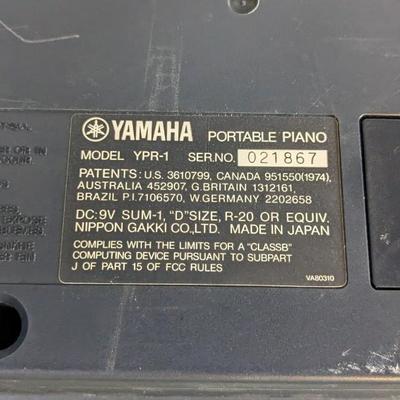 YAMAHA PORTABLE PIANO
MODEL YPR-1 SER.NO. 021867
PATENTS: U.S. 3610799, CANADA 951550(1974),
AUSTRALIA 452907, G.BRITAIN 1312161,
BRAZIL P.I.7106570, W.GERMANY 2202658
DC: 9V SUM-1, "D"SIZE, R-20 OR EQUIV.
NIPPON GAKKI CO.,LTD. MADE IN JAPAN
COMPLIES WITH THE LIMITS FOR A "CLASSB"
COMPUTING DEVICE PURSUANT TO SUBPART
J OF PART 15 OF FCC RULES
VA80310